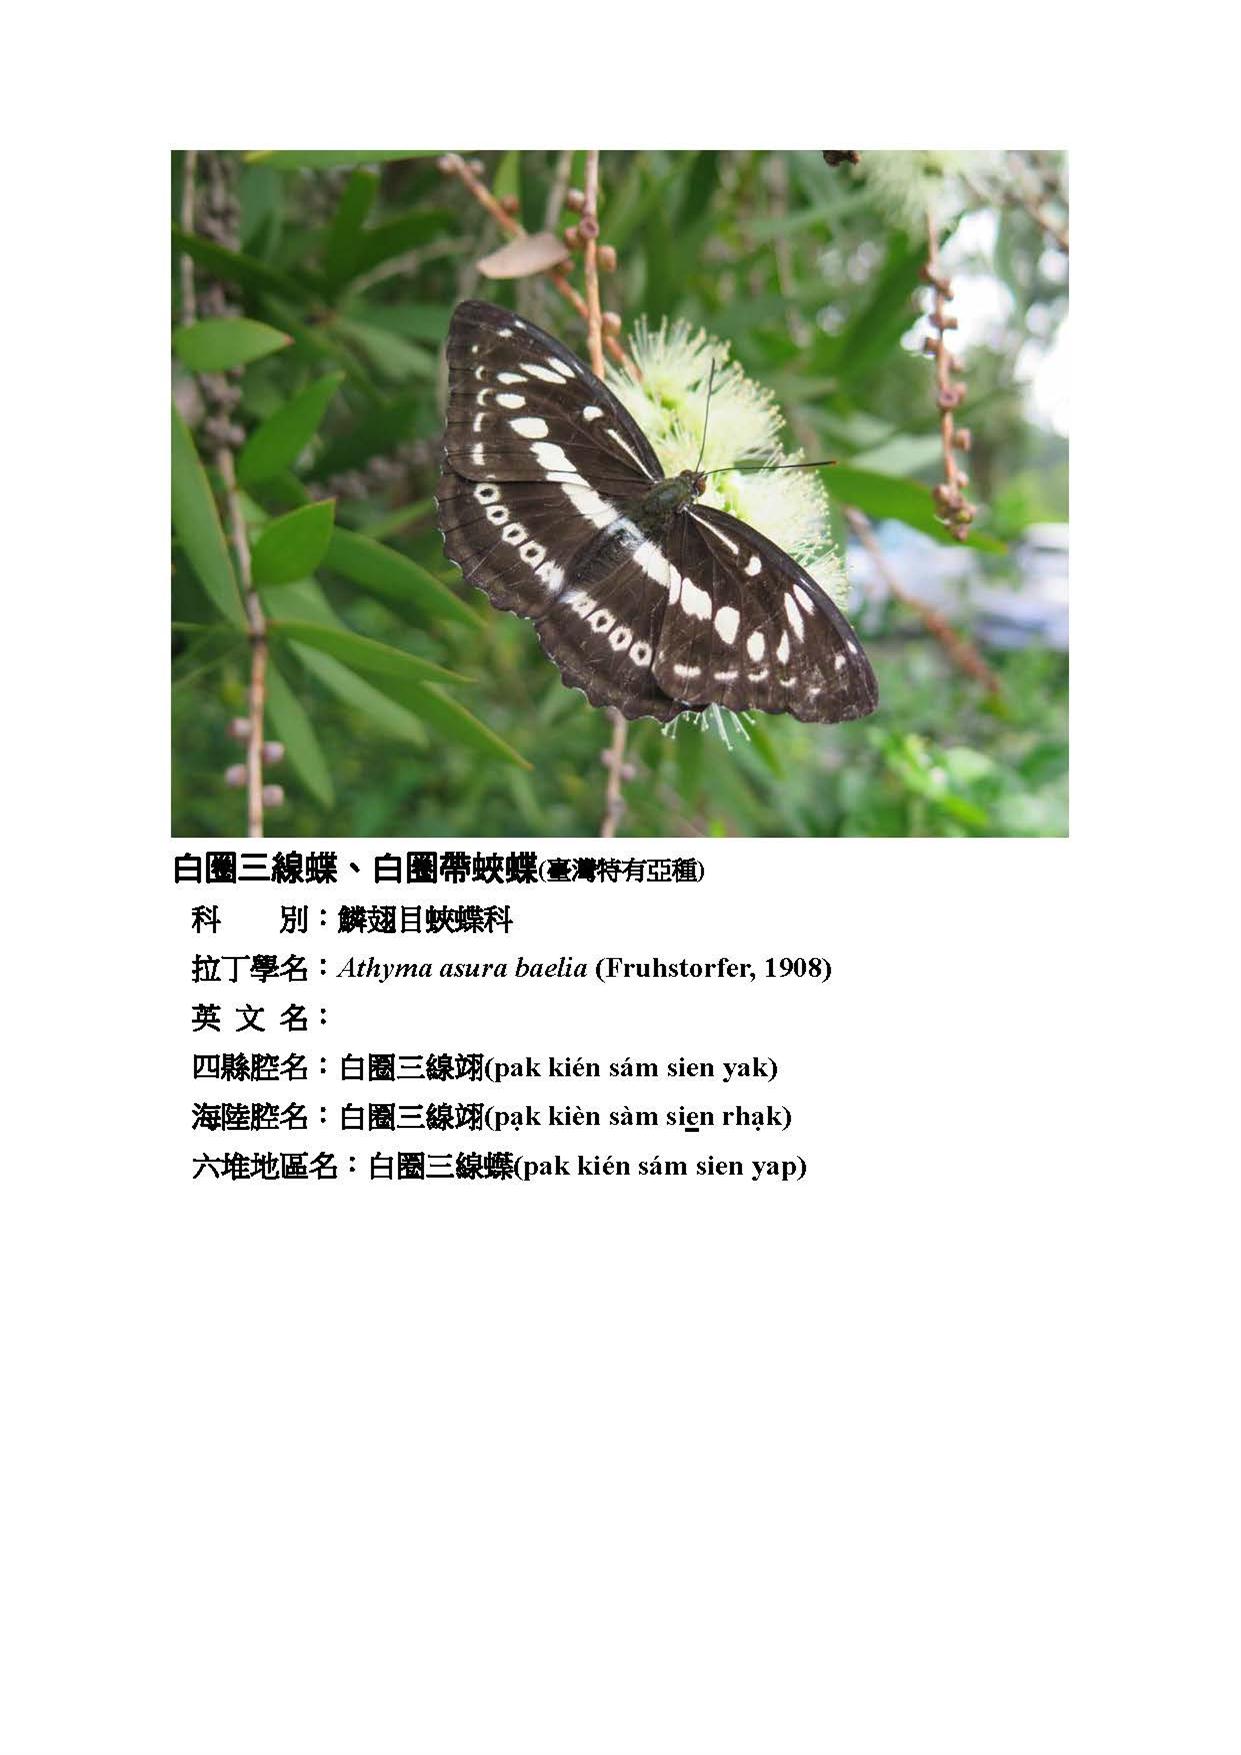 白圈三線蝶、白圈帶蛺蝶(臺灣特有亞種)
科　　別：鱗翅目蛺蝶科
拉丁學名：Athyma asura baelia (Fruhstorfer, 1908)
英 文 名：
四縣腔名：白圈三線翊(pak kién sám sien yak)
海陸腔名：白圈三線翊(pa̩k kièn sàm sien rha̩k)
六堆地區名：白圈三線蠂(pak kién sám sien yap)